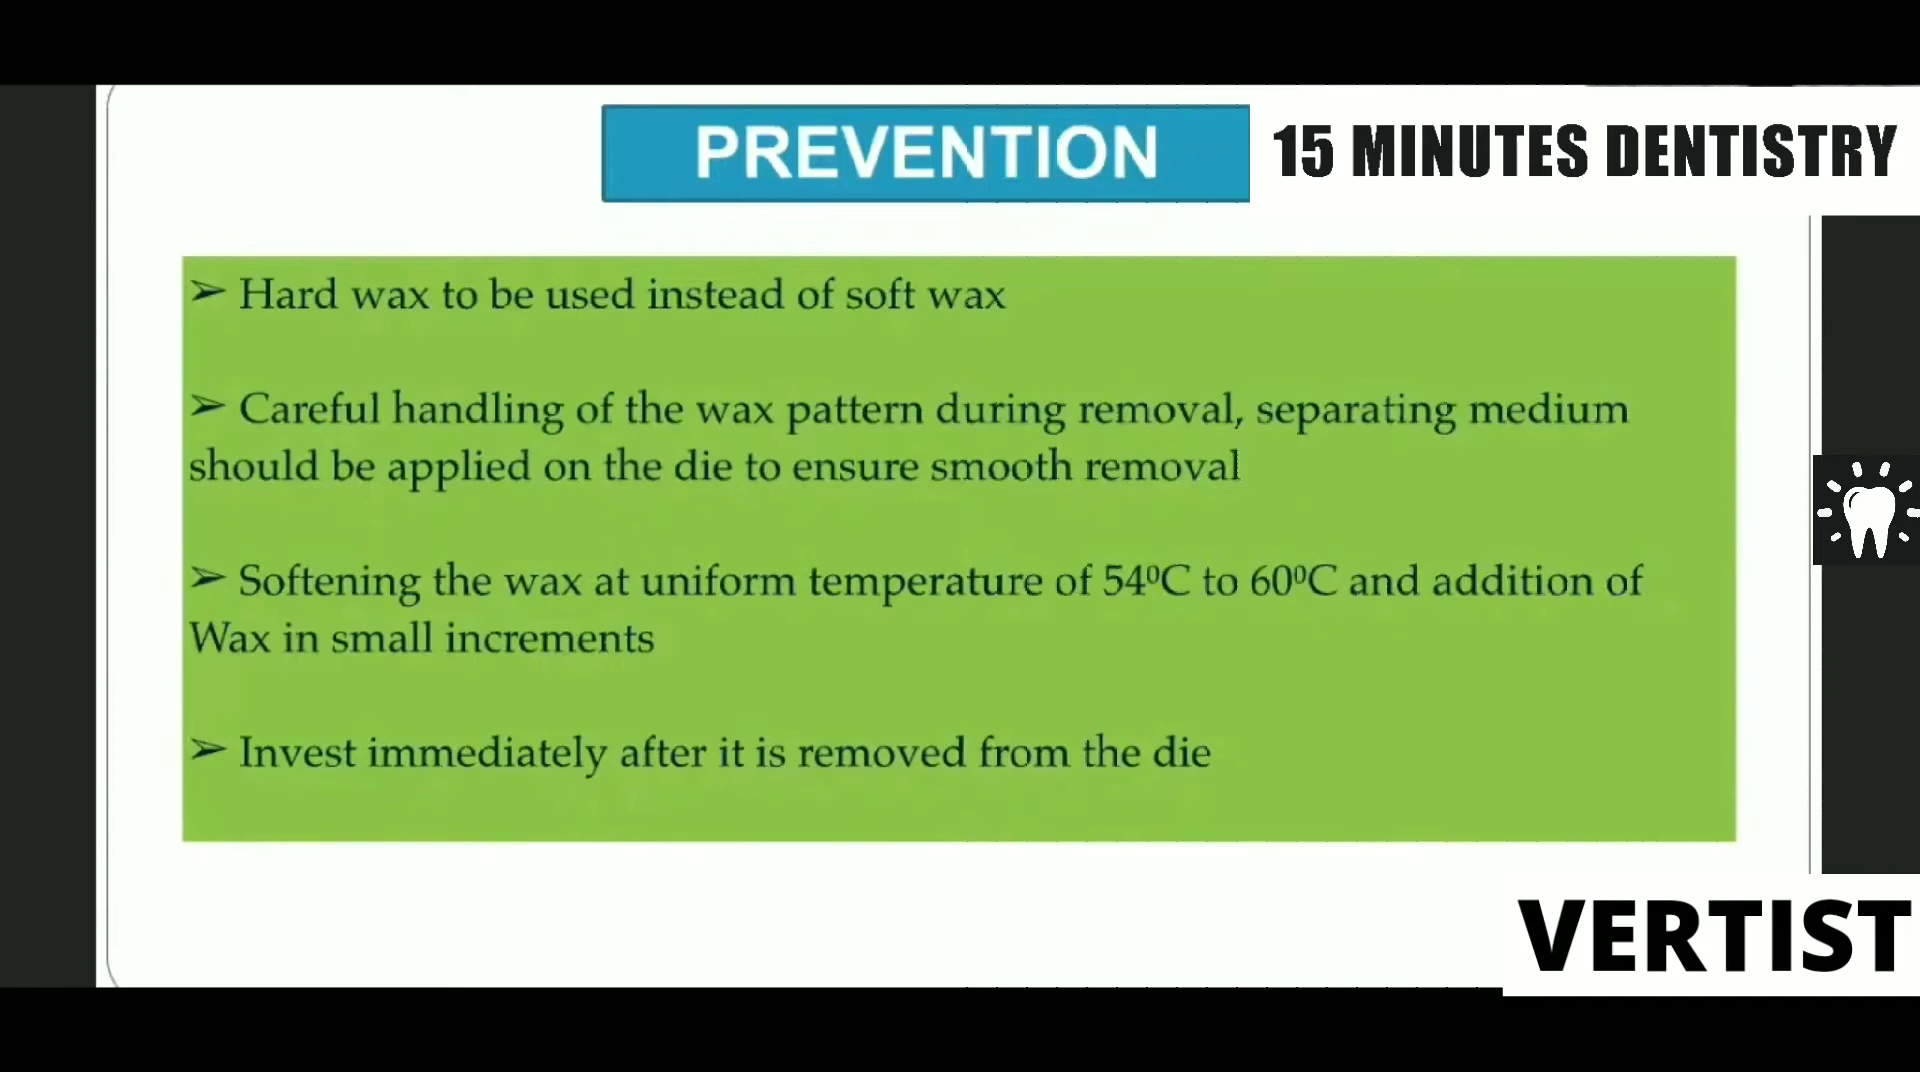 PREVENTION
15 MINUTES DENTISTRY
➢ Hard wax to be used instead of soft wax
➢ Careful handling of the wax pattern during removal, separating medium
should be applied on the die to ensure smooth removal
➢ Softening the wax at uniform temperature of 54⁰C to 60⁰C and addition of
Wax in small increments
➢ Invest immediately after it is removed from the die
VERTIST